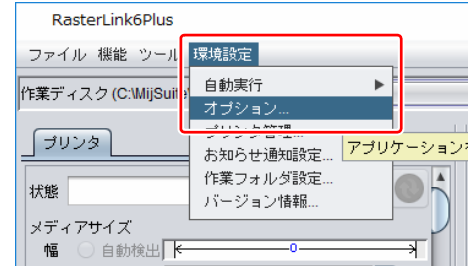 RasterLink6Plus
ファイル 機能 ツール 環境設定
作業ディスク (C:\MijSuite
自動実行
オプション...
プリンタ管理...
アプリケーション
お知らせ通知設定...
作業フォルダ設定...
バージョン情報...
プリンタ
状態
メディアサイズ
幅 自動検出 0